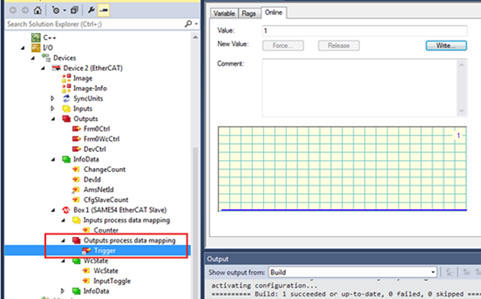 Solution Explorer
Search Solution Explorer (Ctrl+;)
C++
I/O
Devices
Device 2 (EtherCAT)
Image
Image-Info
SyncUnits
Inputs
Outputs
Frm0Ctrl
Frm0WcCtrl
DevCtrl
InfoData
ChangeCount
DevId
AmsNetId
CfgSlaveCount
Box 1 (SAME54 EtherCAT Slave)
Inputs process data mapping
Counter
Outputs process data mapping
Trigger
WcState
WcState
InputToggle
InfoData
Variable
Flags
Online
Value:
1
New Value:
Force...
Release
Write...
Comment:
1
Output
Show output from:
Build
activating configuration...
========== Build: 1 succeeded or up-to-date, 0 failed, 0 skipped ====